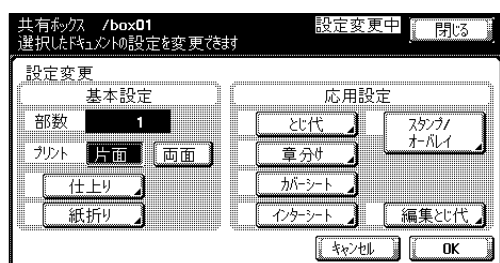 共有ボックス /box01
設定変更中 閉じる
選択したドキュメントの設定を変更できます
設定変更
基本設定
応用設定
部数 1
プリント 片面 両面
仕上り
紙折り
とじ代
スタンプ/
オーバレイ
章分け
カバーシート
インターシート
編集とじ代
キャンセル OK